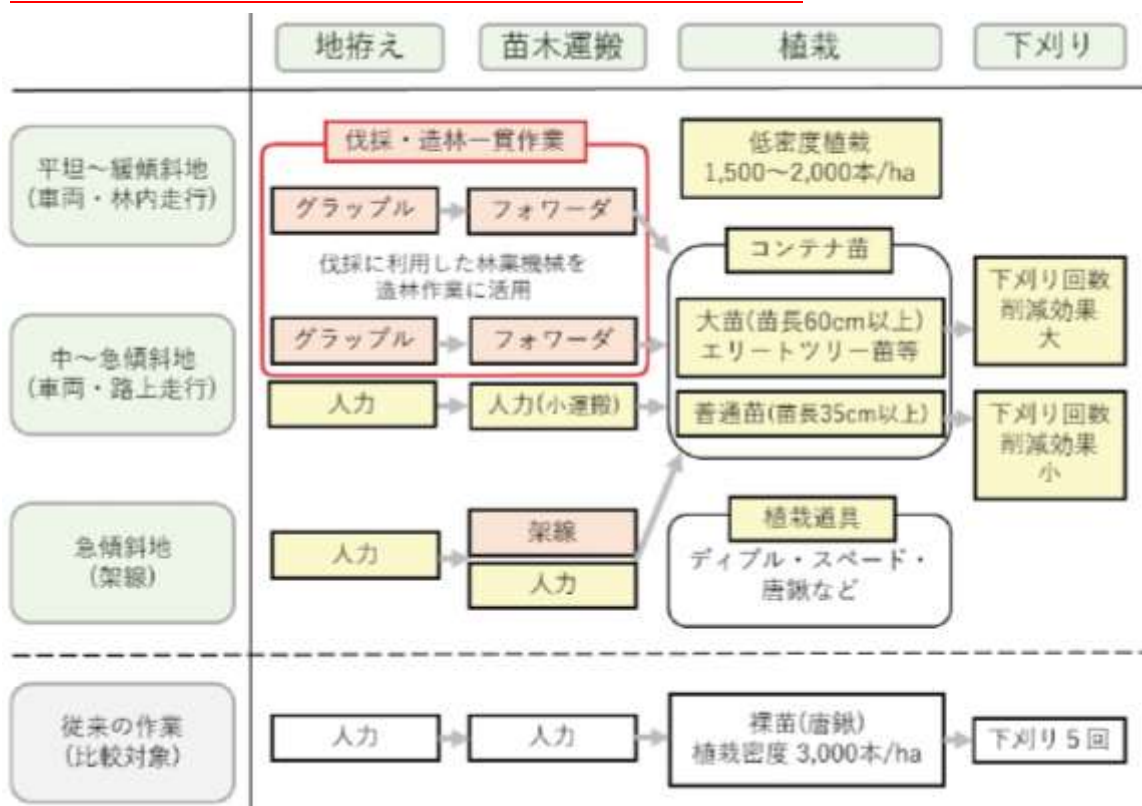 地拵え
苗木運搬
植栽
下刈り
平坦～緩傾斜地
(車両・林内走行)
伐採・造林一貫作業
グラップル
フォワーダ
伐採に利用した林業機械を
造林作業に活用
低密度植栽
1,500～2,000本/ha
コンテナ苗
中～急傾斜地
(車両・路上走行)
グラップル
フォワーダ
大苗(苗長60cm以上)
エリートツリー苗等
下刈り回数
削減効果
大
人力
人力(小運搬)
普通苗(苗長35cm以上)
下刈り回数
削減効果
小
急傾斜地
(架線)
人力
架線
人力
植栽道具
ディブル・スペード・
唐鍬など
従来の作業
(比較対象)
人力
人力
裸苗(唐鍬)
植栽密度 3,000本/ha
下刈り5回